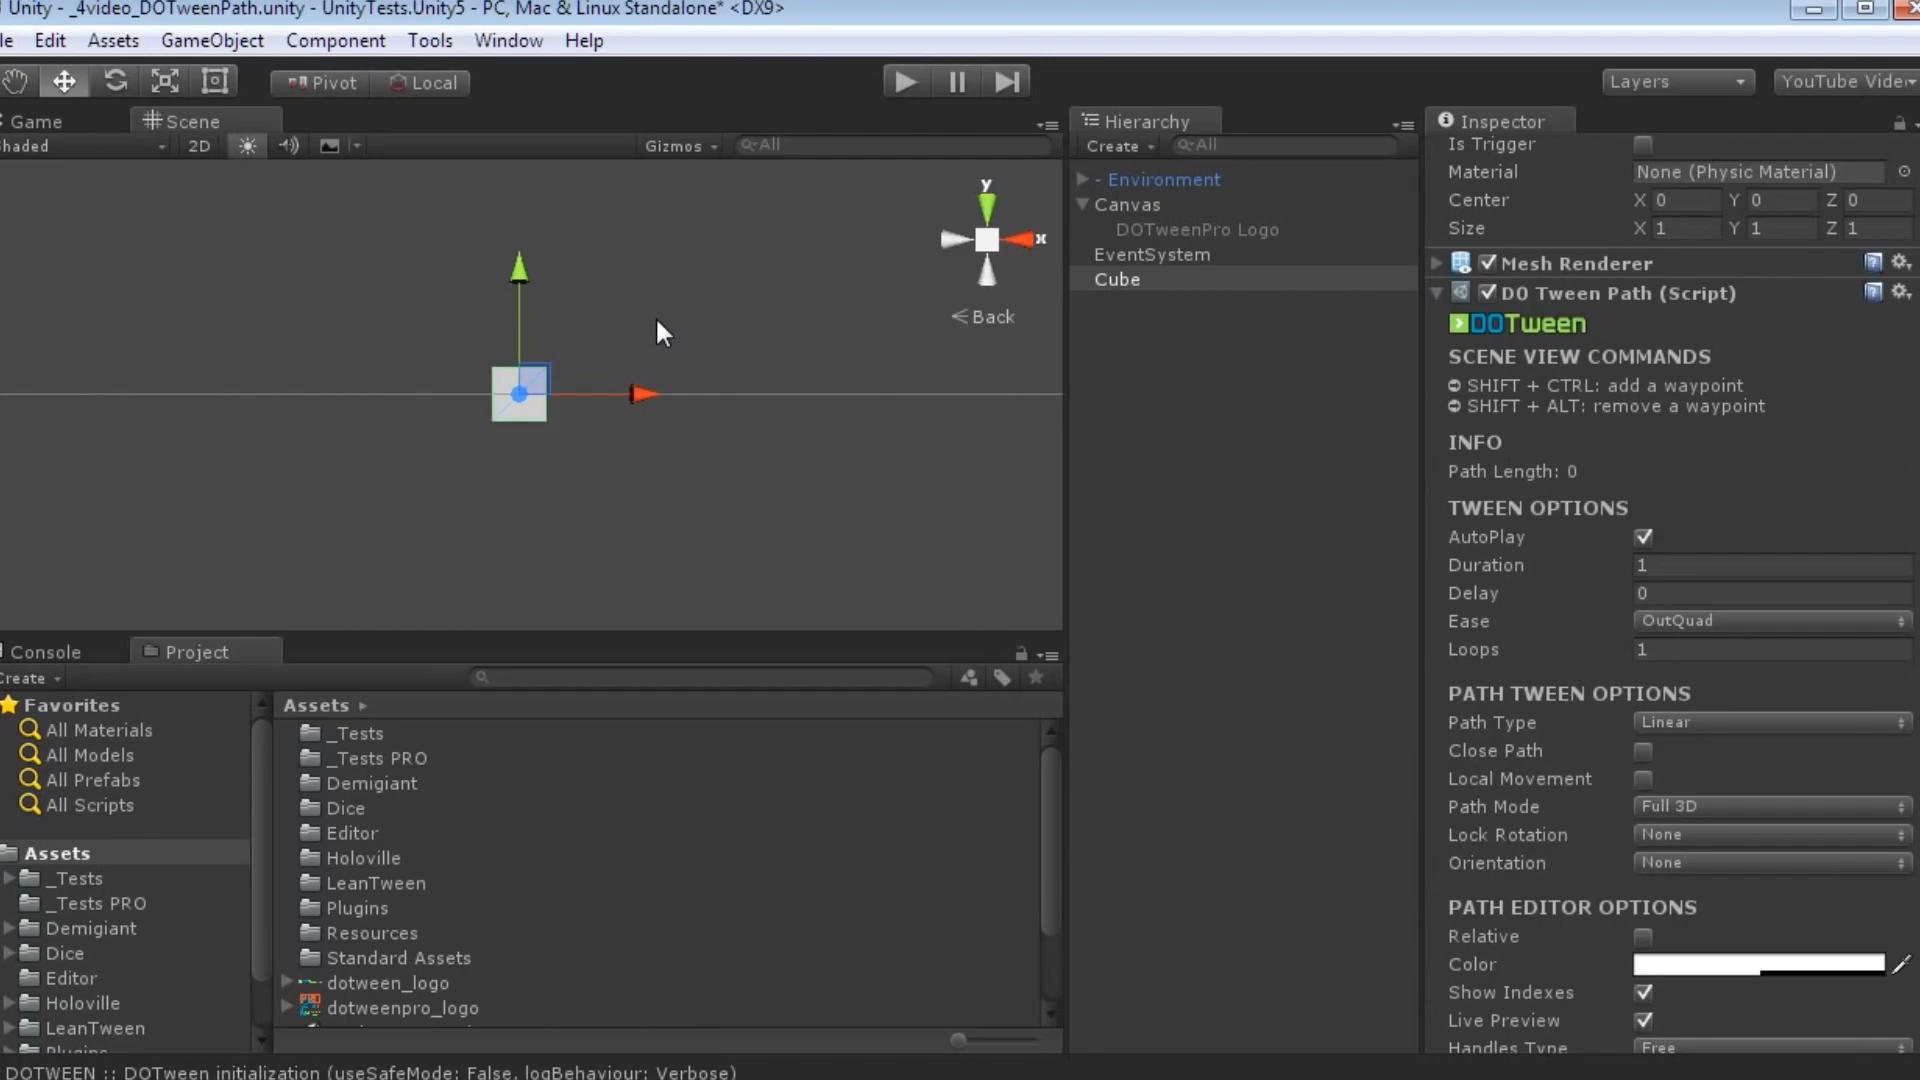 Unity - _4video_DOTweenPath.unity - UnityTests.Unity5 - PC, Mac & Linux Standalone* <DX9>
le Edit Assets GameObject Component Tools Window Help
Pivot Local
Layers
YouTube Vide
Game
Scene
haded
2D
Gizmos
All
y
x
Back
Hierarchy
Create
All
- Environment
Canvas
DOTweenPro Logo
EventSystem
Cube
Inspector
Is Trigger
Material None (Physic Material)
Center X 0 Y 0 Z 0
Size X 1 Y 1 Z 1
Mesh Renderer
DO Tween Path (Script)
DOTween
SCENE VIEW COMMANDS
SHIFT + CTRL: add a waypoint
SHIFT + ALT: remove a waypoint
INFO
Path Length: 0
TWEEN OPTIONS
AutoPlay
Duration 1
Delay 0
Ease OutQuad
Loops 1
PATH TWEEN OPTIONS
Path Type Linear
Close Path
Local Movement
Path Mode Full 3D
Lock Rotation None
Orientation None
PATH EDITOR OPTIONS
Relative
Color
Show Indexes
Live Preview
Handles Type Free
Console
Project
Create
Favorites
All Materials
All Models
All Prefabs
All Scripts
Assets
_Tests
_Tests PRO
Demigiant
Dice
Editor
Holoville
LeanTween
Plugins
Assets
_Tests
_Tests PRO
Demigiant
Dice
Editor
Holoville
LeanTween
Plugins
Resources
Standard Assets
dotween_logo
dotweenpro_logo
DOTWEEN :: DOTween initialization (useSafeMode: False, logBehaviour: Verbose)